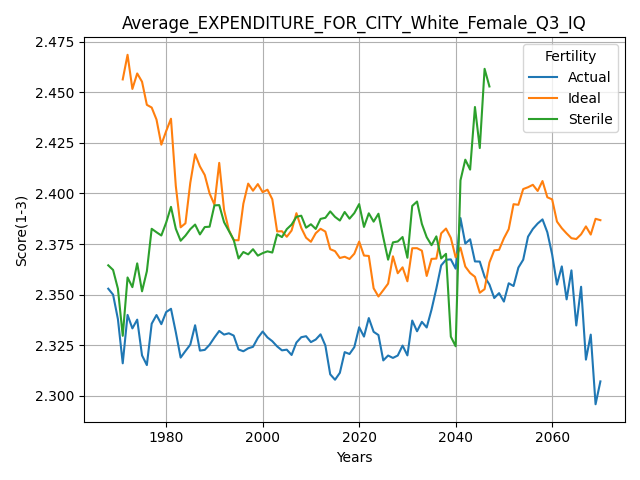 Average_EXPENDITURE_FOR_CITY_White_Female_Q3_IQ
2.475
2.450
2.425
2.400
2.375
2.350
2.325
2.300
Score(1-3)
Fertility
Actual
Ideal
Sterile
1980
2000
2020
2040
2060
Years